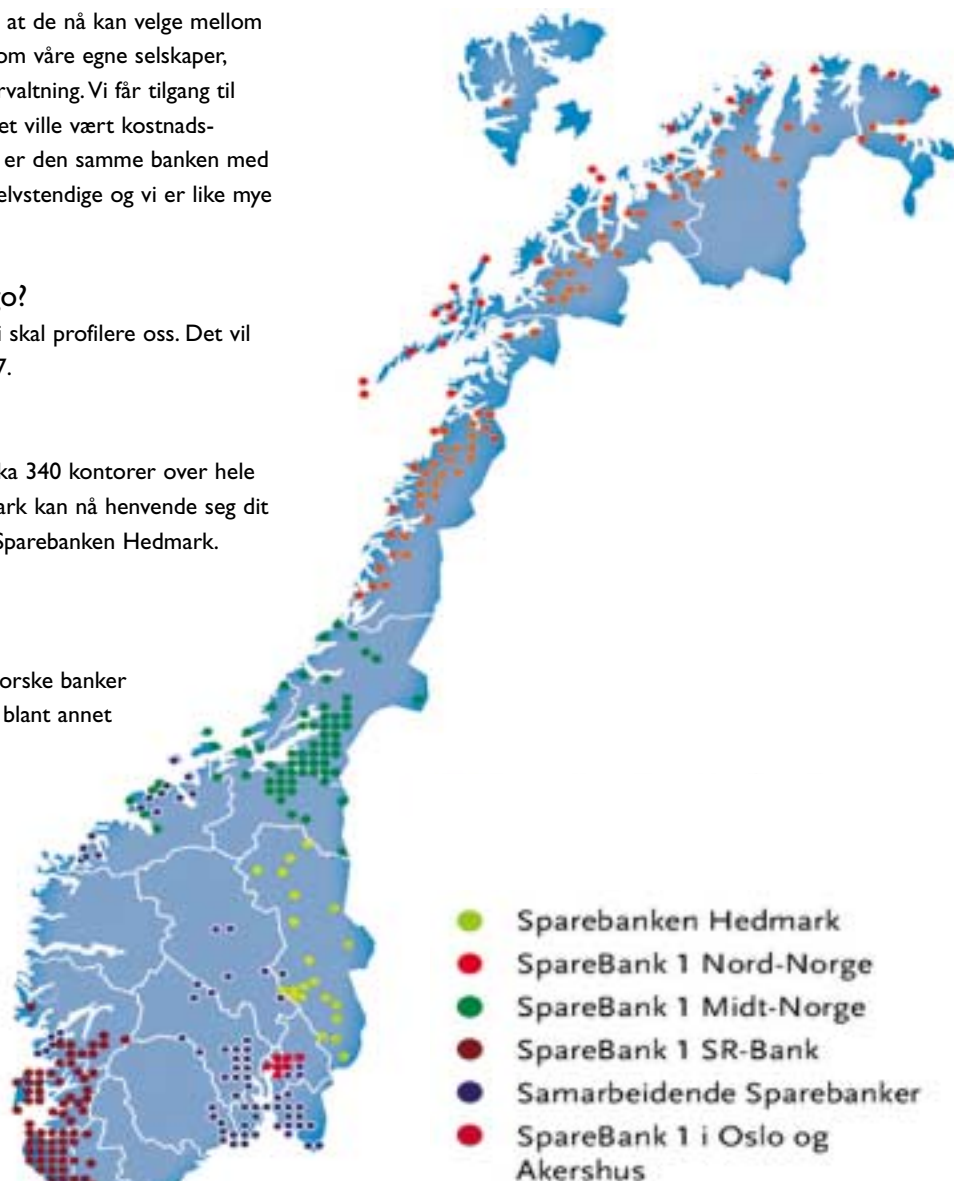 at de nå kan velge mellom
om våre egne selskaper,
rvaltning. Vi får tilgang til
et ville vært kostnads-
er den samme banken med
elvstendige og vi er like mye
go?
i skal profilere oss. Det vil
7.
ka 340 kontorer over hele
ark kan nå henvende seg dit
Sparebanken Hedmark.
orske banker
blant annet
Sparebanken Hedmark
SpareBank 1 Nord-Norge
SpareBank 1 Midt-Norge
SpareBank 1 SR-Bank
Samarbeidende Sparebanker
SpareBank 1 i Oslo og
Akershus